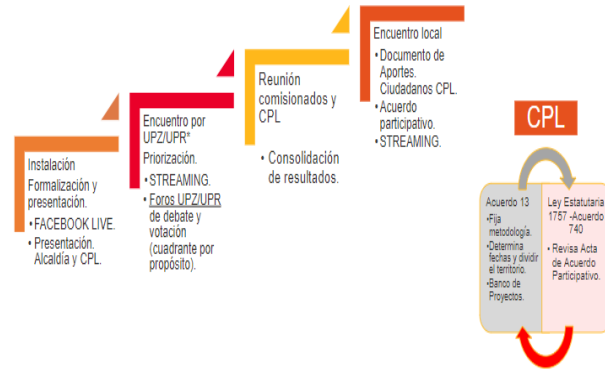 Instalación
Formalización y
presentación.
• FACEBOOK LIVE.
• Presentación.
Alcaldía y CPL.
Encuentro por
UPZ/UPR*
Priorización.
• STREAMING.
• Foros UPZ/UPR
de debate y
votación
(cuadrante por
propósito).
Reunión
comisionados y
CPL
• Consolidación
de resultados.
Encuentro local
• Documento de
Aportes.
Ciudadanos CPL.
• Acuerdo
participativo.
• STREAMING.
CPL
Acuerdo 13
• Fija
metodología.
• Determina
fechas y dividir
el territorio.
• Banco de
Proyectos.
Ley Estatutaria
1757 -Acuerdo
740
• Revisa Acta
de Acuerdo
Participativo.